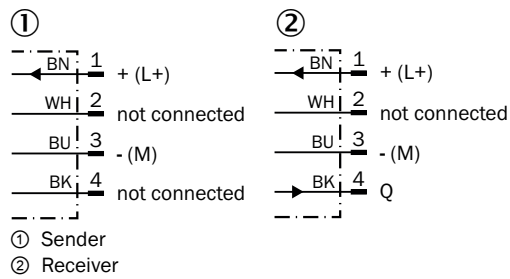 ① ②
BN 1 + (L+) BN 1 + (L+)
WH 2 not connected WH 2 not connected
BU 3 - (M) BU 3 - (M)
BK 4 not connected BK 4 Q
① Sender
② Receiver